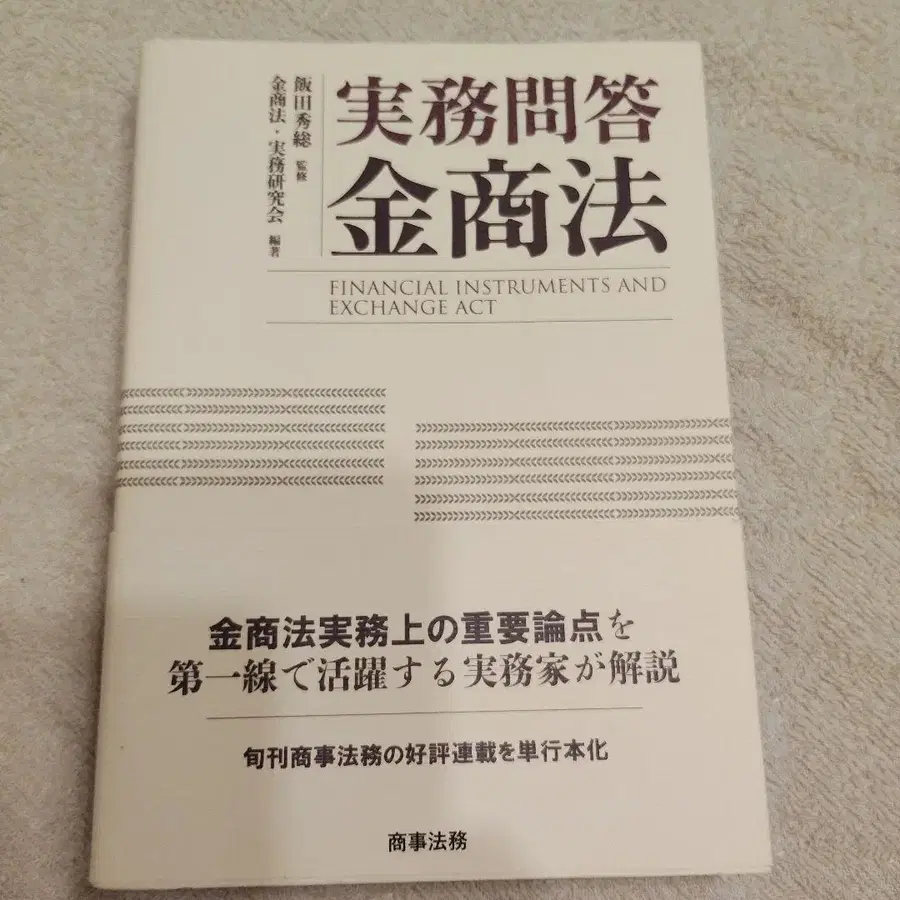 実務問答
金商法
飯田秀総 監修
金商法・実務研究会 編著
FINANCIAL INSTRUMENTS AND
EXCHANGE ACT
金商法実務上の重要論点を
第一線で活躍する実務家が解説
旬刊商事法務の好評連載を単行本化
商事法務